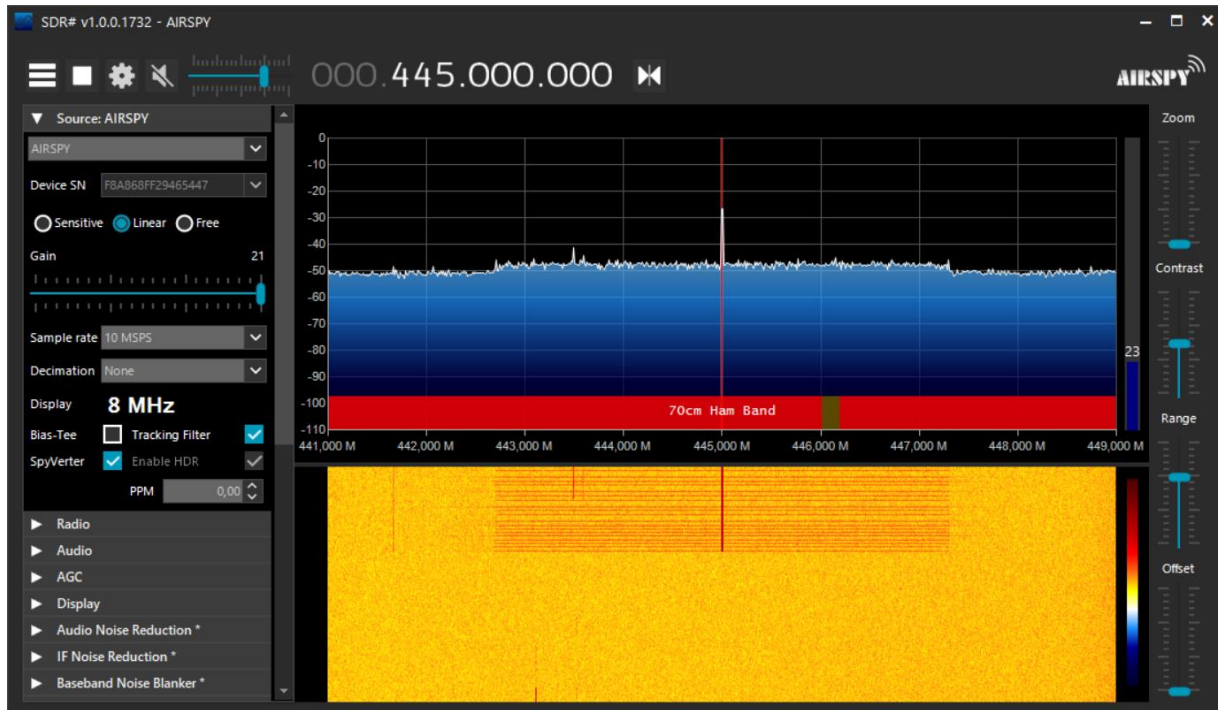 SDR# v1.0.0.1732 - AIRSPY
000.445.000.000
AIRSPY
Source: AIRSPY
AIRSPY
Device SN F8A868FF29465447
Sensitive Linear Free
Gain 21
Sample rate 10 MSPS
Decimation None
Display 8 MHz
Bias-Tee Tracking Filter
SpyVerter Enable HDR
PPM 0,00
Radio
Audio
AGC
Display
Audio Noise Reduction *
IF Noise Reduction *
Baseband Noise Blanker *
0
-10
-20
-30
-40
-50
-60
-70
-80
-90
-100
-110
70cm Ham Band
441,000 M 442,000 M 443,000 M 444,000 M 445,000 M 446,000 M 447,000 M 448,000 M 449,000 M
23
Zoom
Contrast
Range
Offset